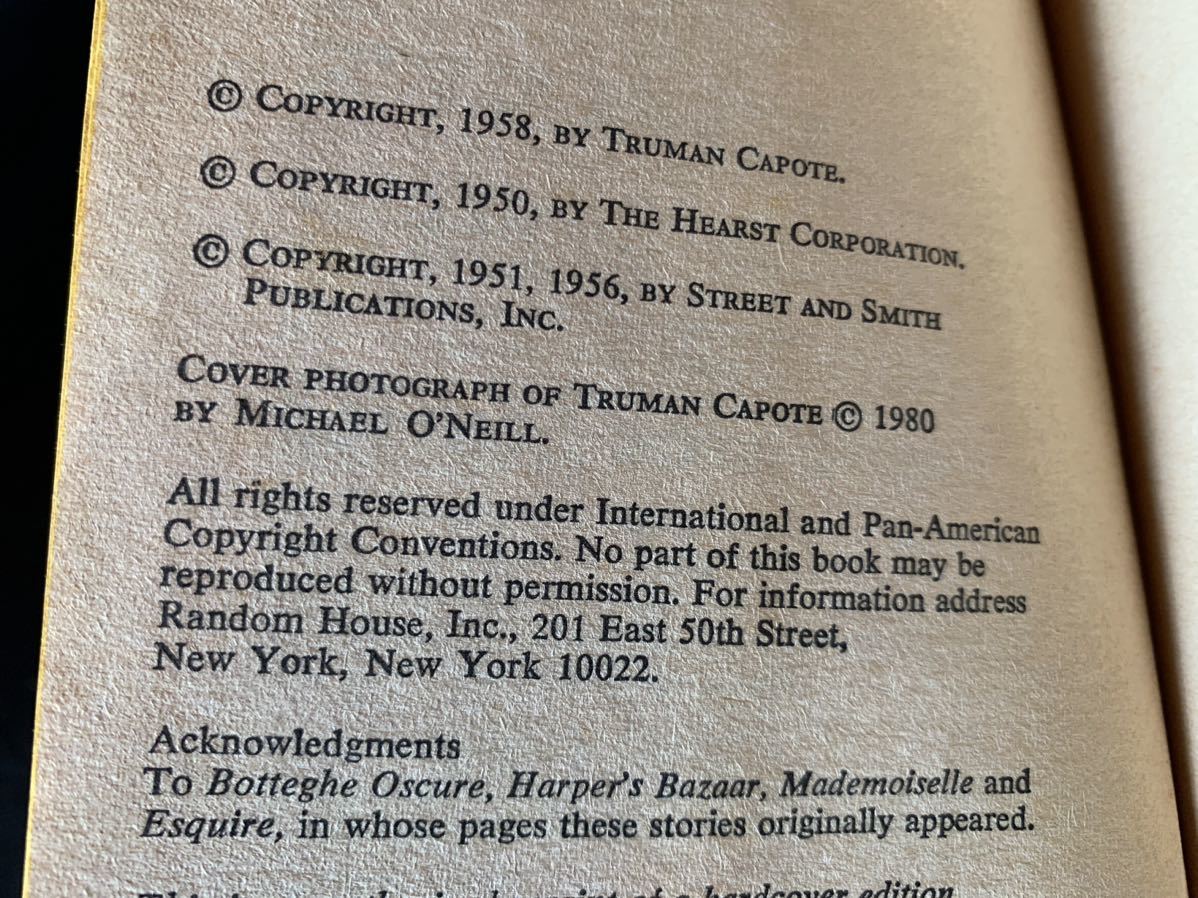 © COPYRIGHT, 1958, BY TRUMAN CAPOTE.
© COPYRIGHT, 1950, BY THE HEARST CORPORATION.
© COPYRIGHT, 1951, 1956, BY STREET AND SMITH
PUBLICATIONS, INC.
COVER PHOTOGRAPH OF TRUMAN CAPOTE © 1980
BY MICHAEL O'NEILL.
All rights reserved under International and Pan-American
Copyright Conventions. No part of this book may be
reproduced without permission. For information address
Random House, Inc., 201 East 50th Street,
New York, New York 10022.
Acknowledgments
To Botteghe Oscure, Harper's Bazaar, Mademoiselle and
Esquire, in whose pages these stories originally appeared.
of a hardcover edition